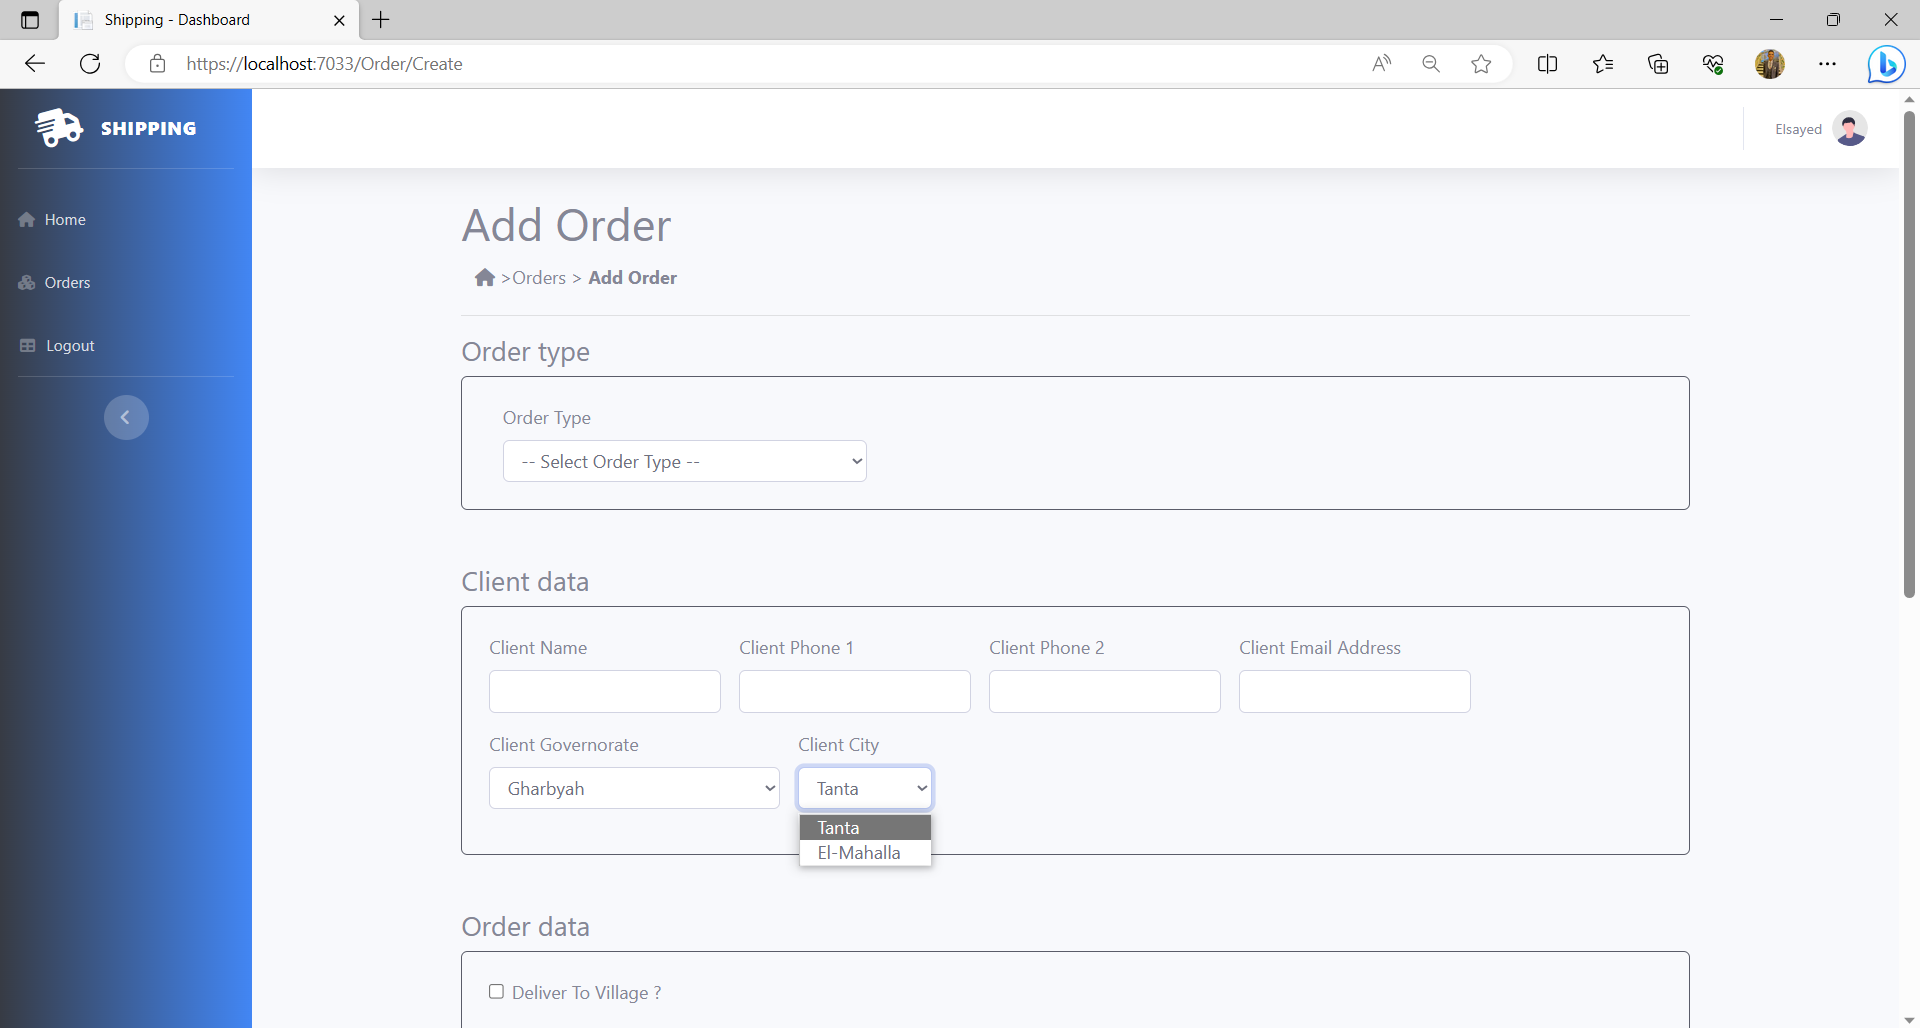 Shipping - Dashboard
https://localhost:7033/Order/Create
SHIPPING
Elsayed
Home
Orders
Logout
Add Order
>Orders > Add Order
Order type
Order Type
-- Select Order Type --
Client data
Client Name
Client Phone 1
Client Phone 2
Client Email Address
Client Governorate
Client City
Gharbyah
Tanta
Tanta
El-Mahalla
Order data
Deliver To Village ?